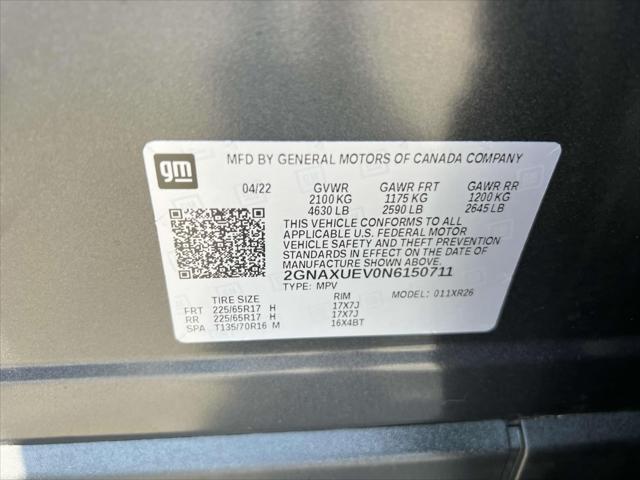 gm
MFD BY GENERAL MOTORS OF CANADA COMPANY
04/22 GVWR GAWR FRT GAWR RR
2100 KG 1175 KG 1200 KG
4630 LB 2590 LB 2645 LB
THIS VEHICLE CONFORMS TO ALL
APPLICABLE U.S. FEDERAL MOTOR
VEHICLE SAFETY AND THEFT PREVENTION
STANDARDS IN EFFECT ON THE DATE OF
MANUFACTURE SHOWN ABOVE.
2GNAXUEV0N6150711
TYPE: MPV MODEL: 011XR26
TIRE SIZE RIM
FRT 225/65R17 H 17X7J
RR 225/65R17 H 17X7J
SPA T135/70R16 M 16X4BT